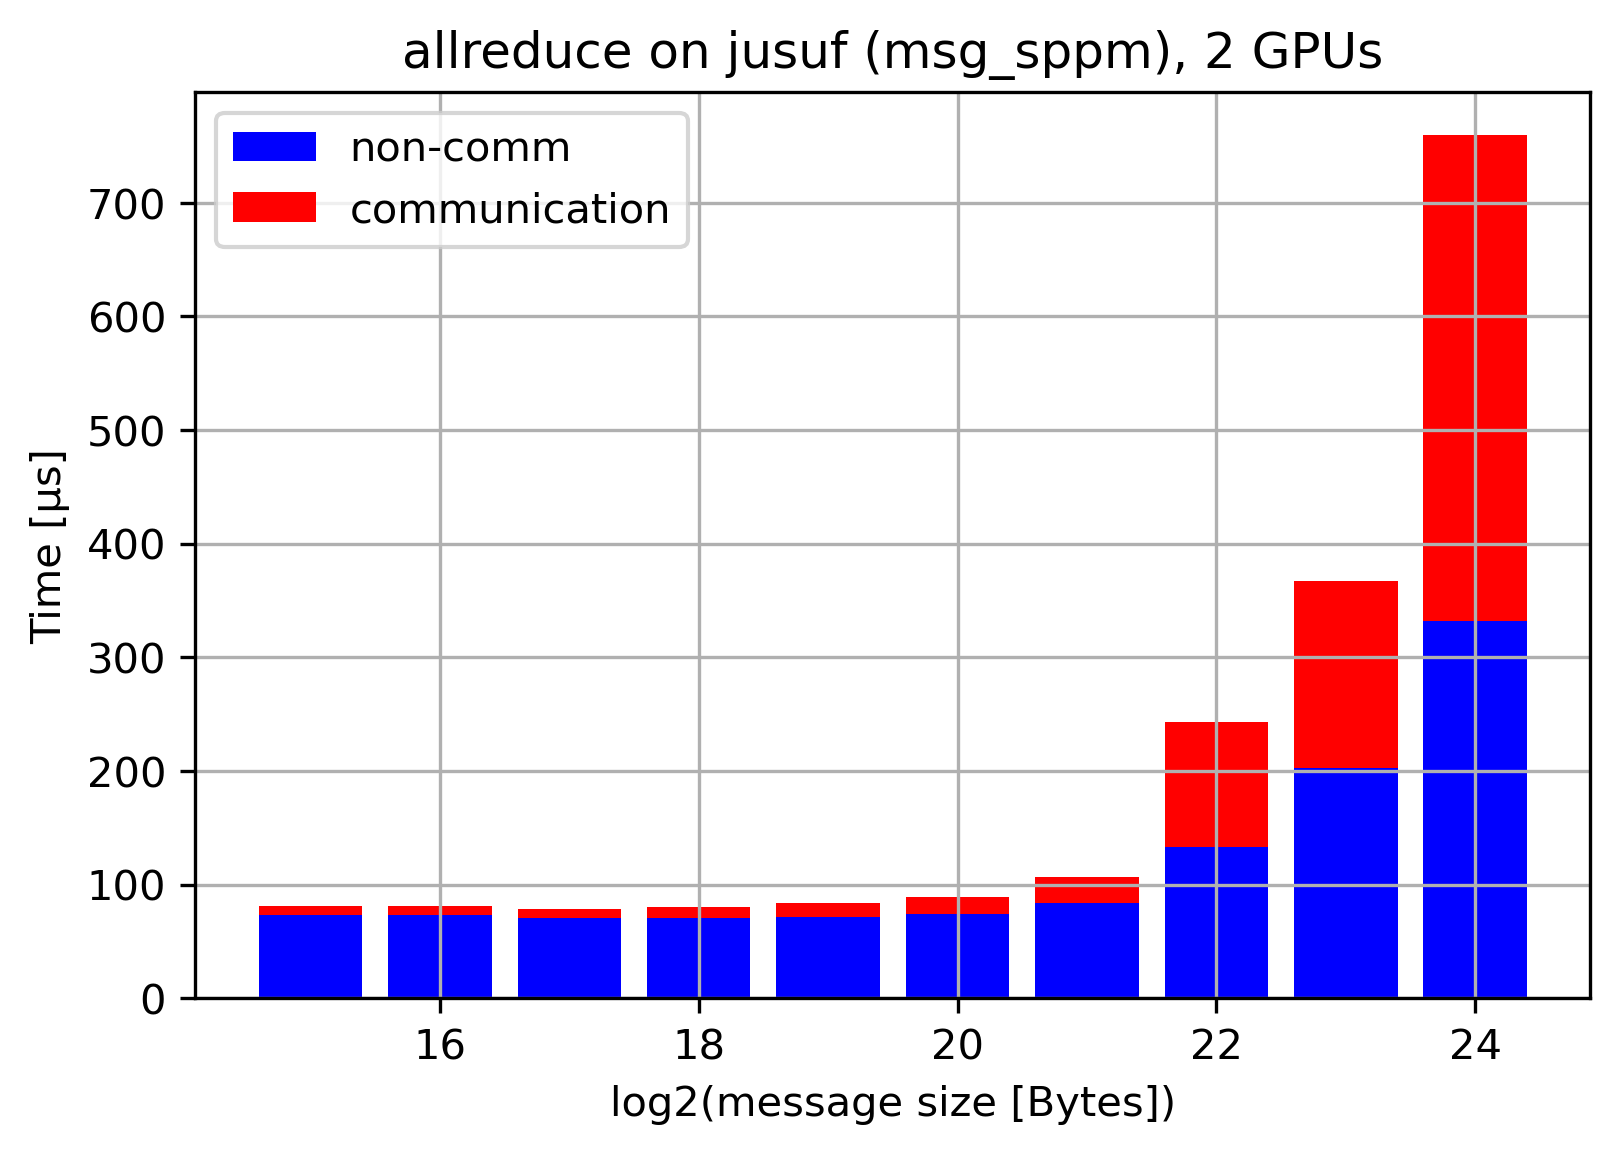 allreduce on jusuf (msg_sppm), 2 GPUs
non-comm
communication
700
600
500
400
300
200
100
0
Time [µs]
16 18 20 22 24
log2(message size [Bytes])